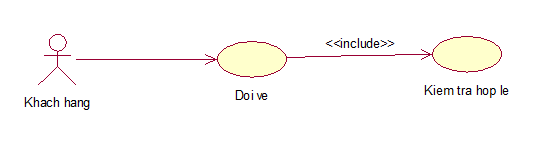 <<include>>
Khach hang
Doi ve
Kiem tra hop le